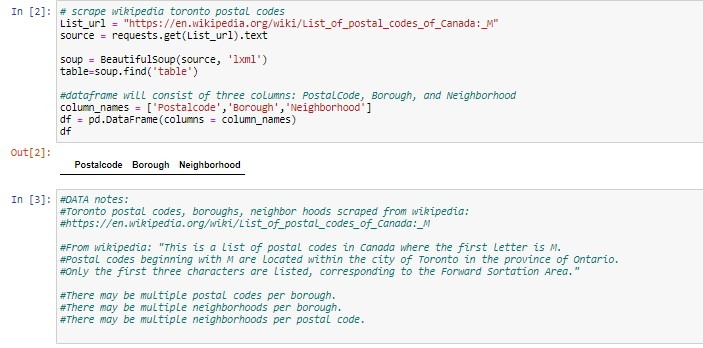 In [2]: # scrape wikipedia toronto postal codes
List_url = "https://en.wikipedia.org/wiki/List_of_postal_codes_of_Canada:_M"
source = requests.get(List_url).text
soup = BeautifulSoup(source, 'lxml')
table=soup.find('table')
#dataframe will consist of three columns: PostalCode, Borough, and Neighborhood
column_names = ['Postalcode','Borough','Neighborhood']
df = pd.DataFrame(columns = column_names)
df
Out[2]:
Postalcode Borough Neighborhood
In [3]: #DATA notes:
#Toronto postal codes, boroughs, neighbor hoods scraped from wikipedia:
#https://en.wikipedia.org/wiki/List_of_postal_codes_of_Canada:_M
#From wikipedia: "This is a list of postal codes in Canada where the first letter is M.
#Postal codes beginning with M are located within the city of Toronto in the province of Ontario.
#Only the first three characters are listed, corresponding to the Forward Sortation Area."
#There may be multiple postal codes per borough.
#There may be multiple neighborhoods per borough.
#There may be multiple neighborhoods per postal code.